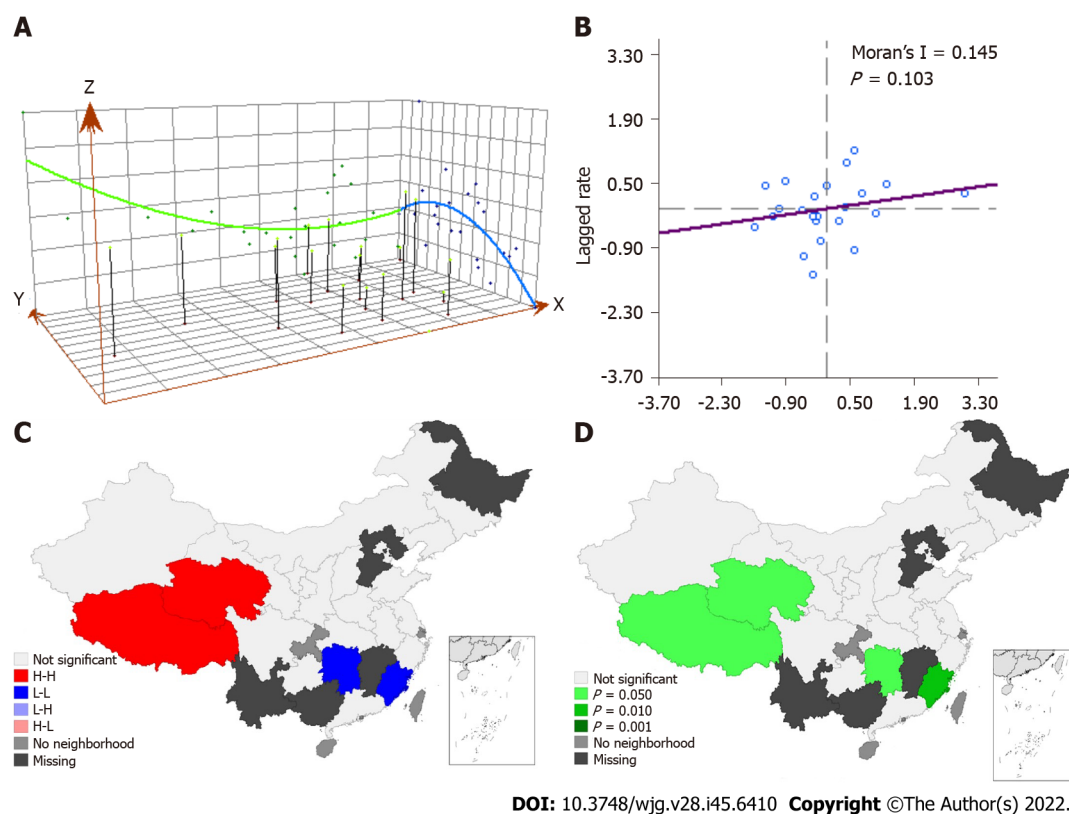 A
Z
Y
X
B
Moran's I = 0.145
P = 0.103
3.30
1.90
0.50
-0.90
-2.30
-3.70
Lagged rate
-3.70 -2.30 -0.90 0.50 1.90 3.30
C
Not significant
H-H
L-L
L-H
H-L
No neighborhood
Missing
D
Not significant
P = 0.050
P = 0.010
P = 0.001
No neighborhood
Missing
DOI: 10.3748/wjg.v28.i45.6410 Copyright ©The Author(s) 2022.